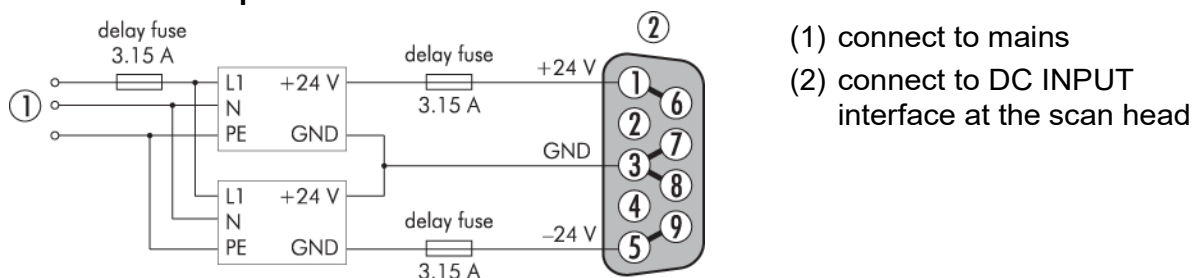 delay fuse
3.15 A
1
L1 +24 V
N
PE GND
L1 +24 V
N
PE GND
delay fuse
3.15 A
delay fuse
3.15 A
+24 V
GND
–24 V
2
1
6
2
7
3
8
4
9
5
(1) connect to mains
(2) connect to DC INPUT
interface at the scan head